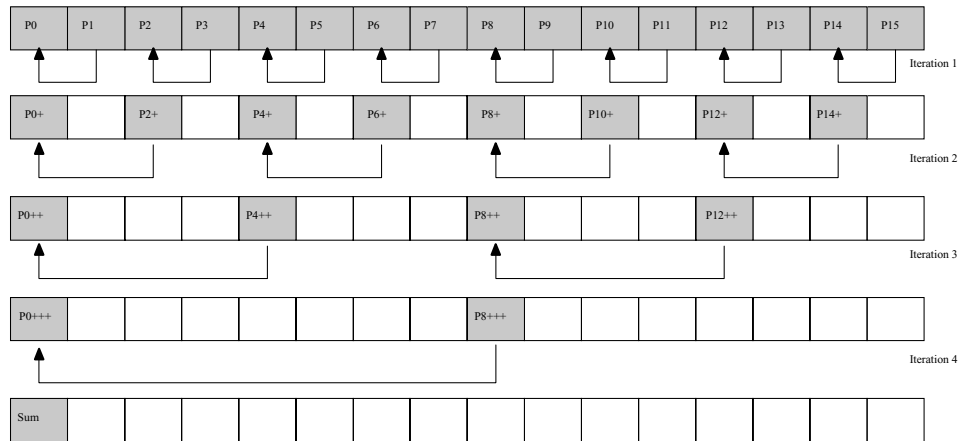 P0 P1 P2 P3 P4 P5 P6 P7 P8 P9 P10 P11 P12 P13 P14 P15
Iteration 1
P0+ P2+ P4+ P6+ P8+ P10+ P12+ P14+
Iteration 2
P0++ P4++ P8++ P12++
Iteration 3
P0+++ P8+++
Iteration 4
Sum